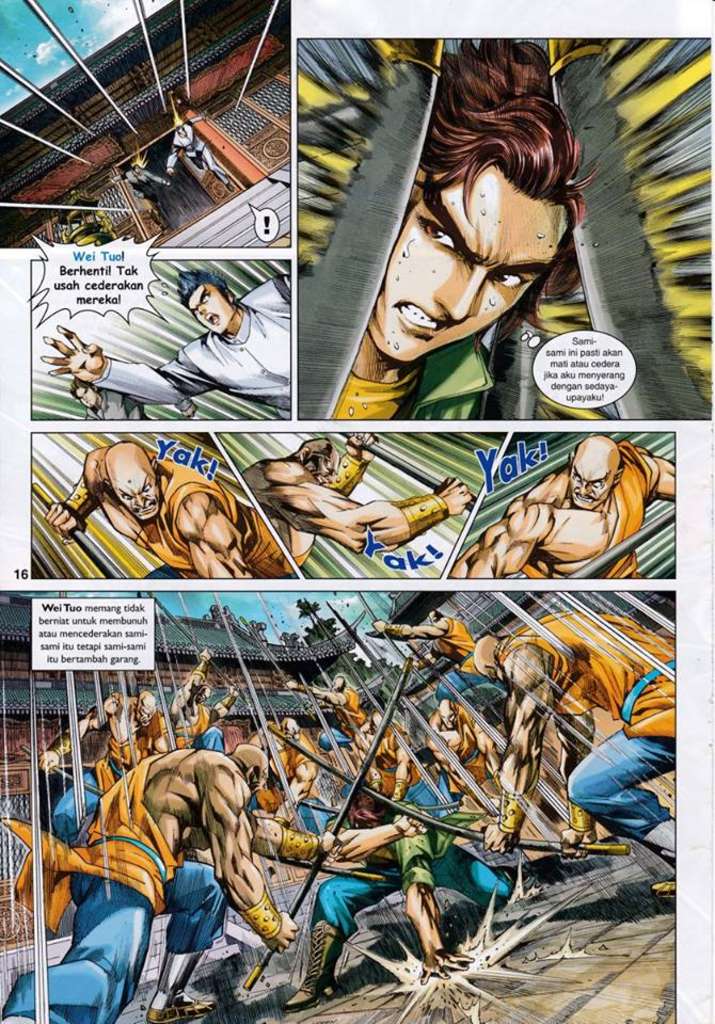 !
Wei Tuo!
Berhenti! Tak
usah cederakan
mereka!
Sami-
sami ini pasti akan
mati atau cedera
jika aku menyerang
dengan sedaya-
upayaku!
Yak!
Yak!
Yak!
16
Wei Tuo memang tidak
berniat untuk membunuh
atau mencederakan sami-
sami itu tetapi sami-sami
itu bertambah garang.